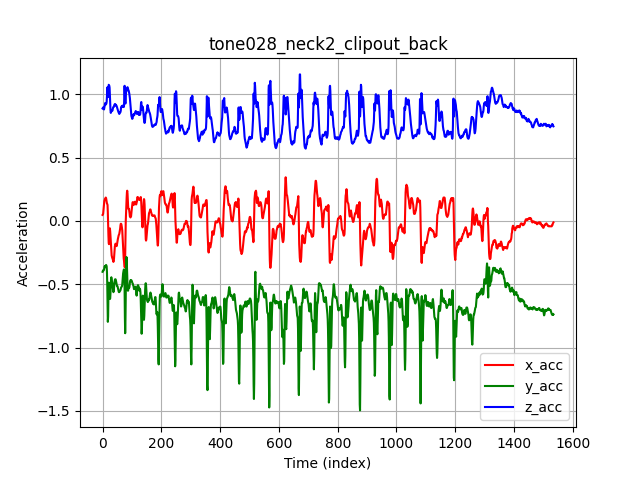 tone028_neck2_clipout_back
Acceleration
1.0
0.5
0.0
−0.5
−1.0
−1.5
0 200 400 600 800 1000 1200 1400 1600
Time (index)
x_acc
y_acc
z_acc